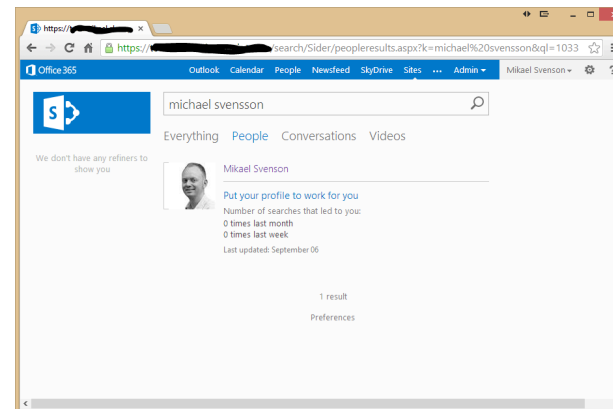 https://
https:// /search/Sider/peopleresults.aspx?k=michael%20svensson&ql=1033
Office 365 Outlook Calendar People Newsfeed SkyDrive Sites ... Admin Mikael Svenson ?
S
michael svensson
Everything People Conversations Videos
We don't have any refiners to
show you
Mikael Svenson
Put your profile to work for you
Number of searches that led to you:
0 times last month
0 times last week
Last updated: September 06
1 result
Preferences